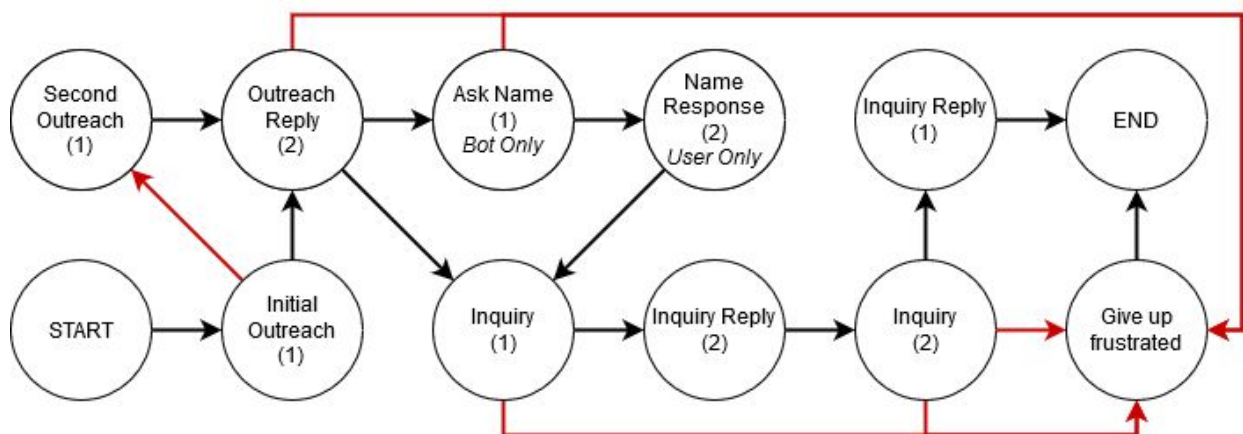 Second
Outreach
(1)
Outreach
Reply
(2)
Ask Name
(1)
Bot Only
Name
Response
(2)
User Only
Inquiry Reply
(1)
END
START
Initial
Outreach
(1)
Inquiry
(1)
Inquiry Reply
(2)
Inquiry
(2)
Give up
frustrated